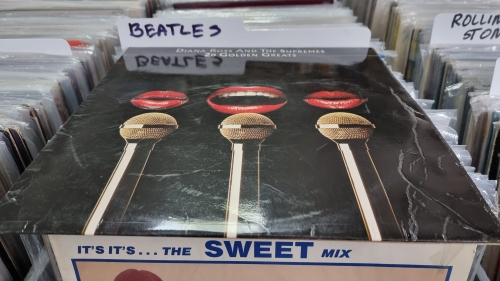 BEATLES
ROLLIN
STON
DIANA ROSS AND THE SUPREMES
20 GOLDEN GREATS
BEATLES
IT'S IT'S... THE SWEET MIX